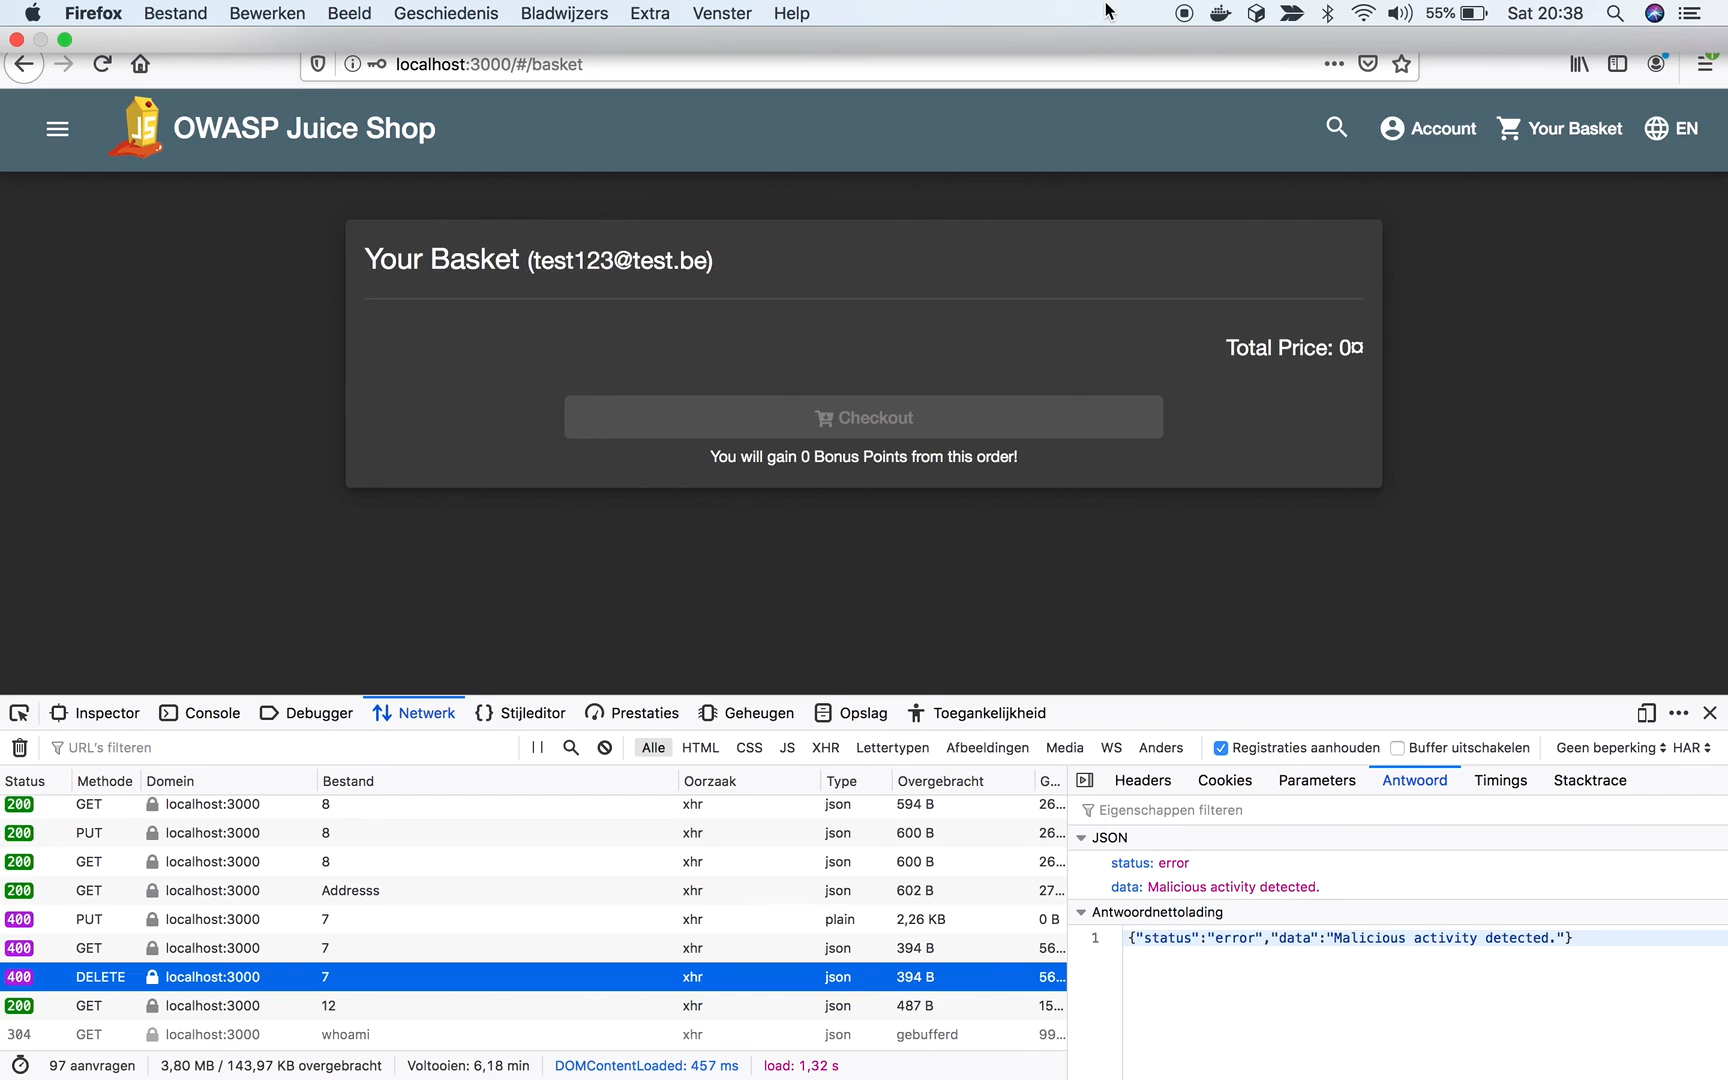 Firefox Bestand Bewerken Beeld Geschiedenis Bladwijzers Extra Venster Help 55% Sat 20:38
localhost:3000/#/basket
JS OWASP Juice Shop Account Your Basket EN
Your Basket (test123@test.be)
Total Price: 0¤
Checkout
You will gain 0 Bonus Points from this order!
Inspector Console Debugger Netwerk Stijleditor Prestaties Geheugen Opslag Toegankelijkheid
URL's filteren Alle HTML CSS JS XHR Lettertypen Afbeeldingen Media WS Anders Registraties aanhouden Buffer uitschakelen Geen beperking HAR
Status Methode Domein Bestand Oorzaak Type Overgebracht G...
200 GET localhost:3000 8 xhr json 594 B 26...
200 PUT localhost:3000 8 xhr json 600 B 26...
200 GET localhost:3000 8 xhr json 600 B 26...
200 GET localhost:3000 Addresss xhr json 602 B 27...
400 PUT localhost:3000 7 xhr plain 2,26 KB 0 B
400 GET localhost:3000 7 xhr json 394 B 56...
400 DELETE localhost:3000 7 xhr json 394 B 56...
200 GET localhost:3000 12 xhr json 487 B 15...
304 GET localhost:3000 whoami xhr json gebufferd 99...
Headers Cookies Parameters Antwoord Timings Stacktrace
Eigenschappen filteren
JSON
status: error
data: Malicious activity detected.
Antwoordnettolading
1 {"status":"error","data":"Malicious activity detected."}
97 aanvragen 3,80 MB / 143,97 KB overgebracht Voltooien: 6,18 min DOMContentLoaded: 457 ms load: 1,32 s